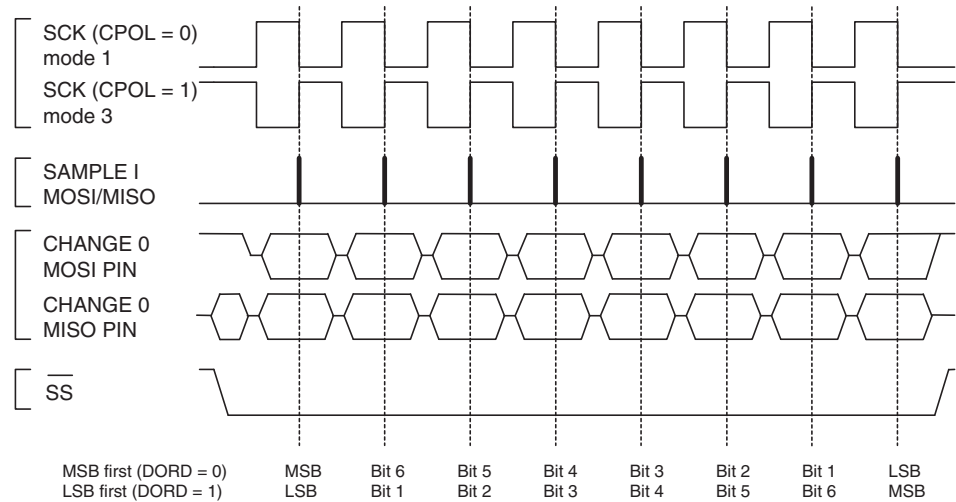 SCK (CPOL = 0)
mode 1
SCK (CPOL = 1)
mode 3
SAMPLE I
MOSI/MISO
CHANGE 0
MOSI PIN
CHANGE 0
MISO PIN
SS
MSB first (DORD = 0) MSB Bit 6 Bit 5 Bit 4 Bit 3 Bit 2 Bit 1 LSB
LSB first (DORD = 1) LSB Bit 1 Bit 2 Bit 3 Bit 4 Bit 5 Bit 6 MSB